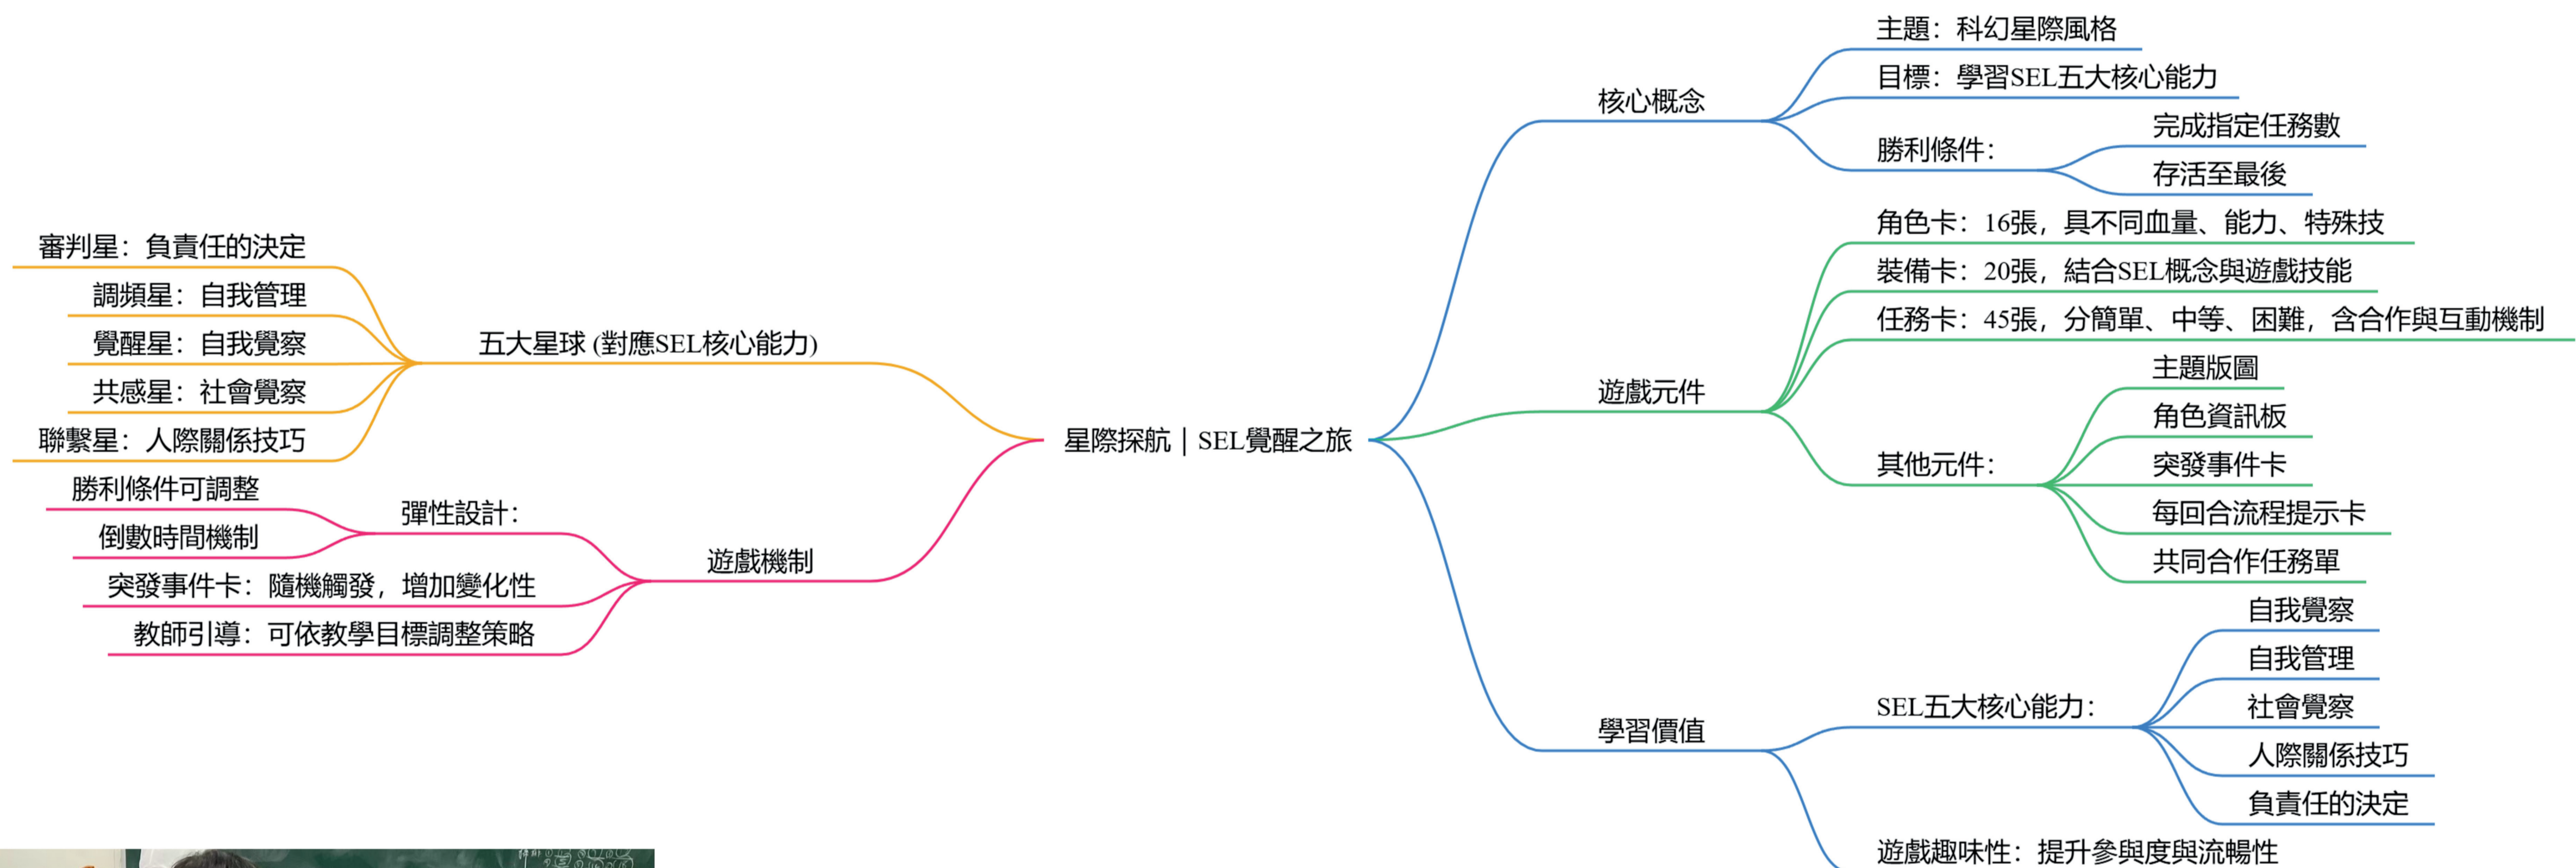 星際探航｜SEL覺醒之旅
核心概念
主題：科幻星際風格
目標：學習SEL五大核心能力
勝利條件：
完成指定任務數
存活至最後
遊戲元件
角色卡：16張，具不同血量、能力、特殊技
裝備卡：20張，結合SEL概念與遊戲技能
任務卡：45張，分簡單、中等、困難，含合作與互動機制
其他元件：
主題版圖
角色資訊板
突發事件卡
每回合流程提示卡
共同合作任務單
學習價值
SEL五大核心能力：
自我覺察
自我管理
社會覺察
人際關係技巧
負責任的決定
遊戲趣味性：提升參與度與流暢性
五大星球 (對應SEL核心能力)
審判星：負責任的決定
調頻星：自我管理
覺醒星：自我覺察
共感星：社會覺察
聯繫星：人際關係技巧
遊戲機制
彈性設計：
勝利條件可調整
倒數時間機制
突發事件卡：隨機觸發，增加變化性
教師引導：可依教學目標調整策略